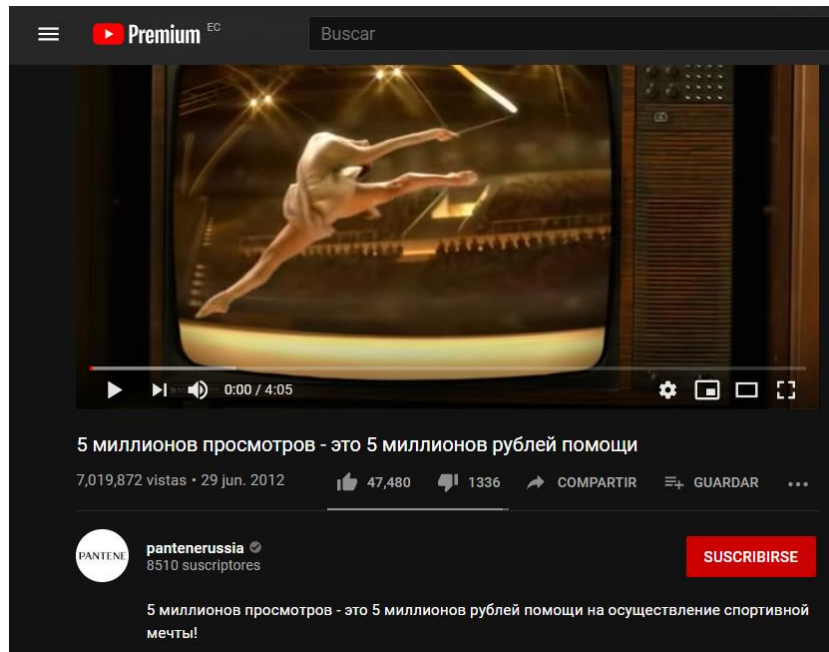 Premium EC
Buscar
0:00 / 4:05
5 миллионов просмотров - это 5 миллионов рублей помощи
7,019,872 vistas • 29 jun. 2012 47,480 1336 COMPARTIR GUARDAR
PANTENE
pantenerussia
8510 suscriptores
SUSCRIBIRSE
5 миллионов просмотров - это 5 миллионов рублей помощи на осуществление спортивной
мечты!